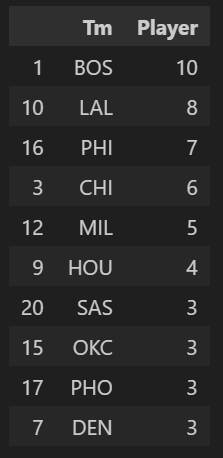 Tm Player
1 BOS 10
10 LAL 8
16 PHI 7
3 CHI 6
12 MIL 5
9 HOU 4
20 SAS 3
15 OKC 3
17 PHO 3
7 DEN 3